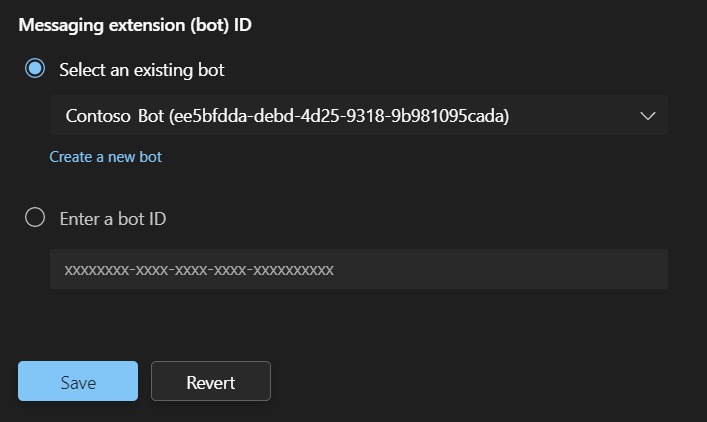 Messaging extension (bot) ID
Select an existing bot
Contoso Bot (ee5bfdda-debd-4d25-9318-9b981095cada)
Create a new bot
Enter a bot ID
xxxxxxxx-xxxx-xxxx-xxxx-xxxxxxxxxx
Save
Revert